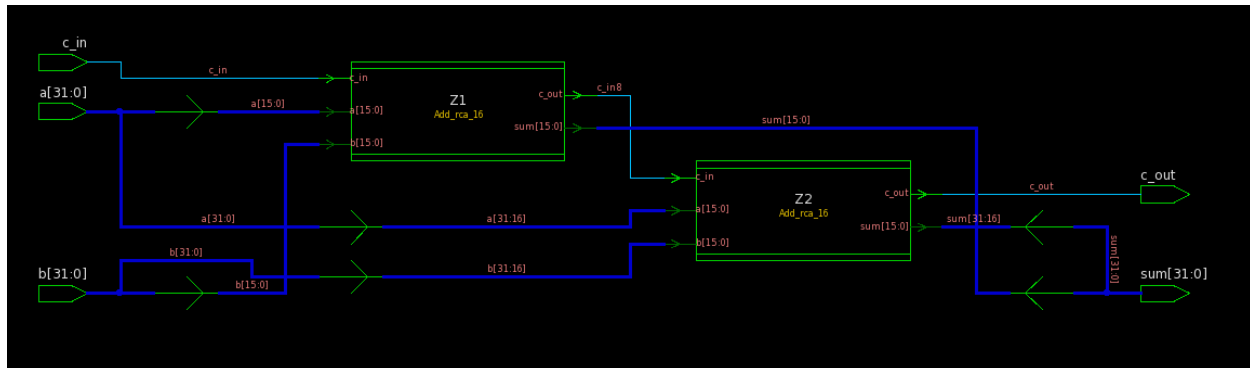 c_in
c_in
c_in
a[31:0]
a[15:0]
a[15:0]
b[15:0]
Z1
Add_rca_16
c_out
sum[15:0]
c_in8
sum[15:0]
a[31:0]
a[31:16]
b[31:0]
b[31:0]
b[15:0]
b[31:16]
c_in
a[15:0]
b[15:0]
Z2
Add_rca_16
c_out
sum[15:0]
c_out
c_out
sum[31:16]
sum[31:0]
sum[31:0]